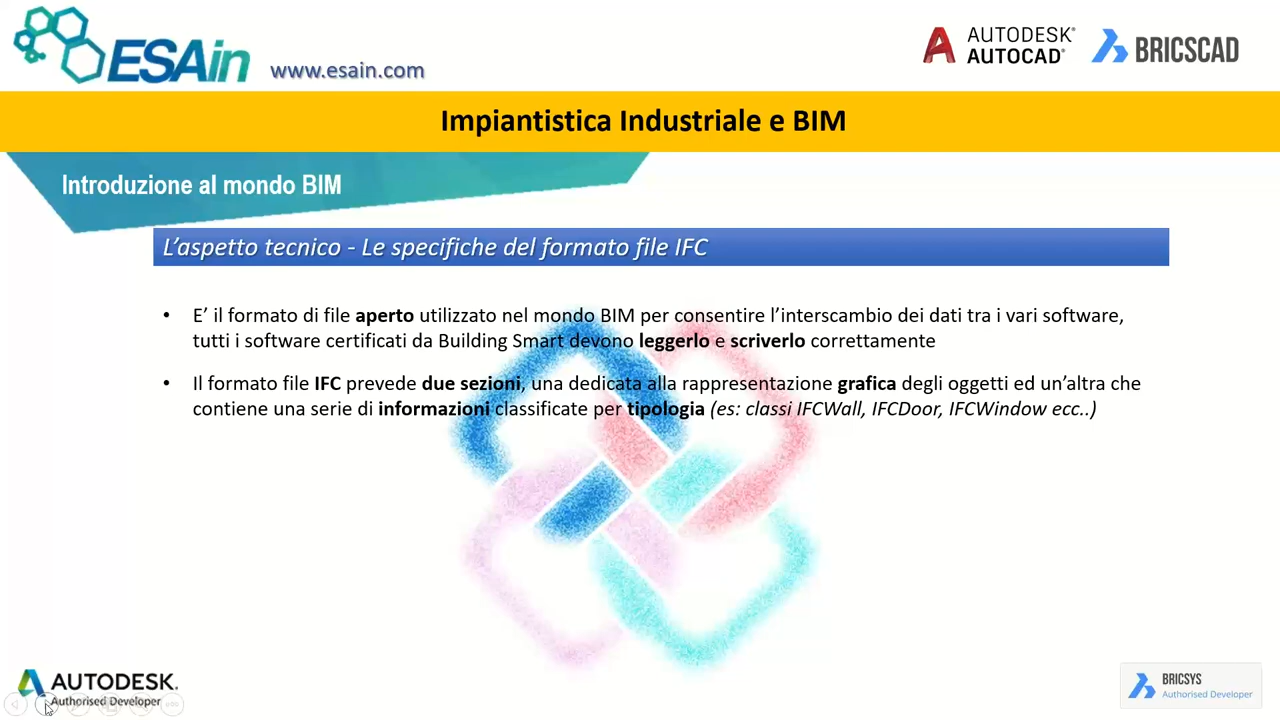 ESAin
www.esain.com
AUTODESK®
AUTOCAD®
BRICSCAD
Impiantistica Industriale e BIM
Introduzione al mondo BIM
L’aspetto tecnico - Le specifiche del formato file IFC
• E’ il formato di file aperto utilizzato nel mondo BIM per consentire l’interscambio dei dati tra i vari software,
tutti i software certificati da Building Smart devono leggerlo e scriverlo correttamente
• Il formato file IFC prevede due sezioni, una dedicata alla rappresentazione grafica degli oggetti ed un’altra che
contiene una serie di informazioni classificate per tipologia (es: classi IFCWall, IFCDoor, IFCWindow ecc..)
AUTODESK.
Authorised Developer
BRICSYS
Authorized Developer